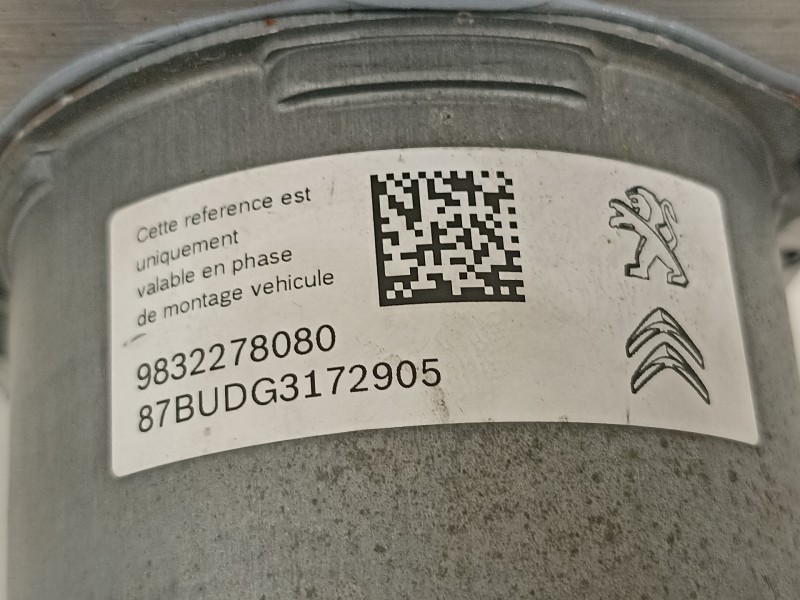 Cette reference est
uniquement
valable en phase
de montage vehicule
9832278080
87BUDG3172905